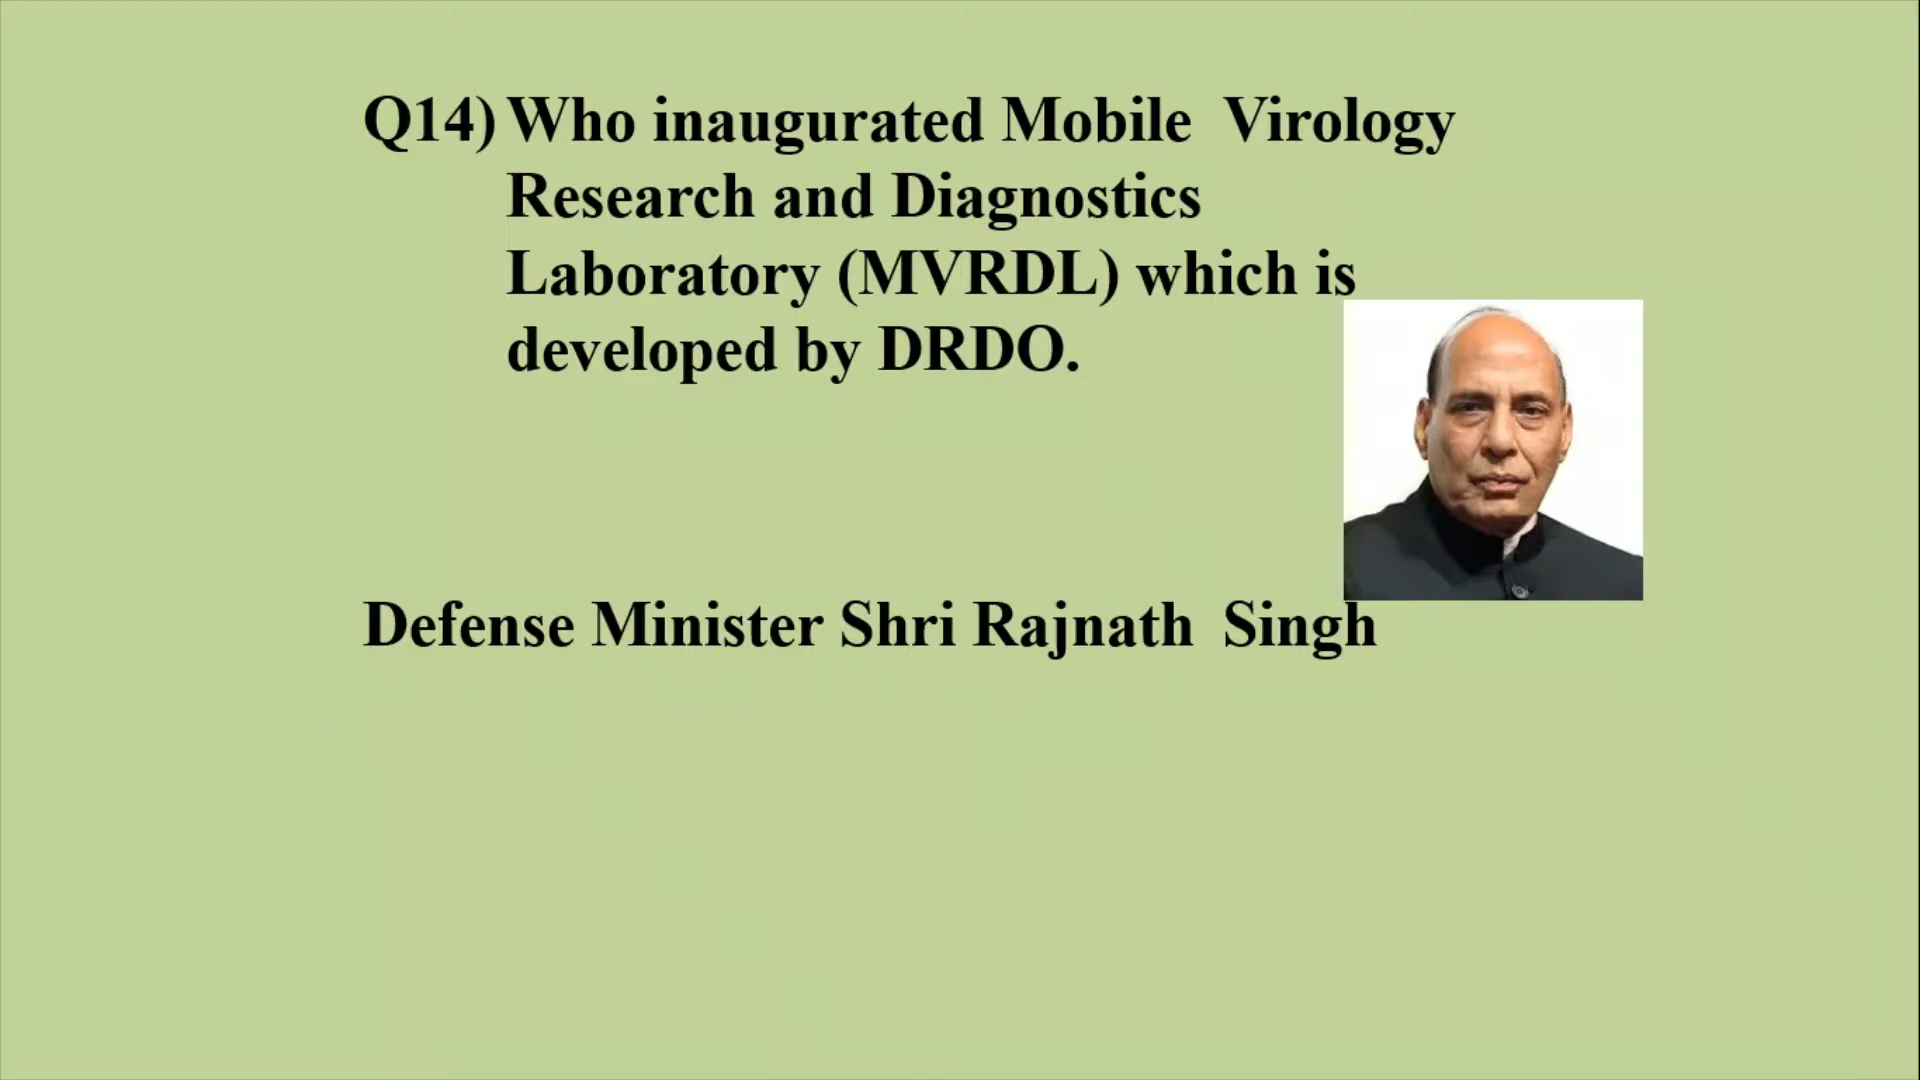 Q14) Who inaugurated Mobile Virology
Research and Diagnostics
Laboratory (MVRDL) which is
developed by DRDO.
Defense Minister Shri Rajnath Singh